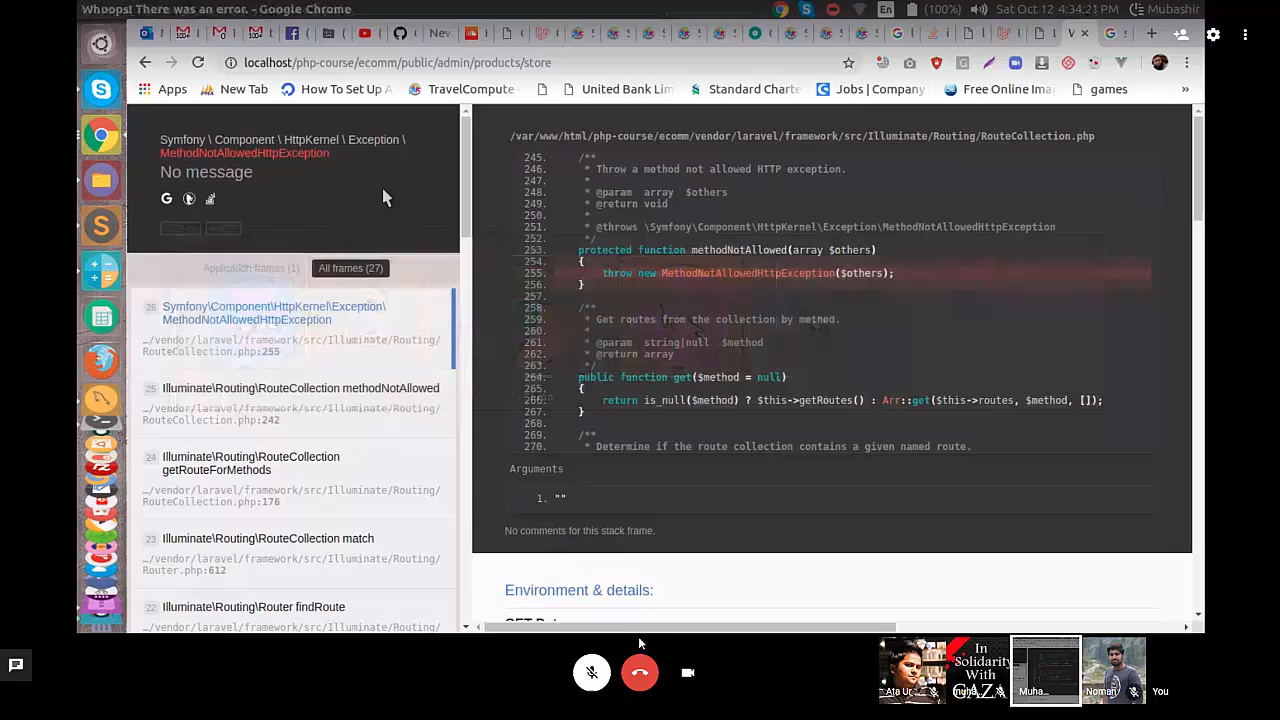 Whoops! There was an error. - Google Chrome
En (100%) Sat Oct 12 4:34:23 PM Mubashir
New
localhost/php-course/ecomm/public/admin/products/store
Apps New Tab How To Set Up A TravelCompute United Bank Lim Standard Charte Jobs | Company Free Online Ima games »
Symfony \ Component \ HttpKernel \ Exception \
MethodNotAllowedHttpException
No message
Application frames (1) All frames (27)
26 Symfony\Component\HttpKernel\Exception\
MethodNotAllowedHttpException
…/vendor/laravel/framework/src/Illuminate/Routing/
RouteCollection.php:255
25 Illuminate\Routing\RouteCollection methodNotAllowed
…/vendor/laravel/framework/src/Illuminate/Routing/
RouteCollection.php:242
24 Illuminate\Routing\RouteCollection
getRouteForMethods
…/vendor/laravel/framework/src/Illuminate/Routing/
RouteCollection.php:176
23 Illuminate\Routing\RouteCollection match
…/vendor/laravel/framework/src/Illuminate/Routing/
Router.php:612
22 Illuminate\Routing\Router findRoute
…/vendor/laravel/framework/src/Illuminate/Routing/
/var/www/html/php-course/ecomm/vendor/laravel/framework/src/Illuminate/Routing/RouteCollection.php
245. /**
246. * Throw a method not allowed HTTP exception.
247. *
248. * @param array $others
249. * @return void
250. *
251. * @throws \Symfony\Component\HttpKernel\Exception\MethodNotAllowedHttpException
252. */
253. protected function methodNotAllowed(array $others)
254. {
255. throw new MethodNotAllowedHttpException($others);
256. }
257.
258. /**
259. * Get routes from the collection by method.
260. *
261. * @param string|null $method
262. * @return array
263. */
264. public function get($method = null)
265. {
266. return is_null($method) ? $this->getRoutes() : Arr::get($this->routes, $method, []);
267. }
268.
269. /**
270. * Determine if the route collection contains a given named route.
Arguments
1. ""
No comments for this stack frame.
Environment & details:
In
Solidarity
With
GAZA
Ata Ur
Muha...
Noman
You